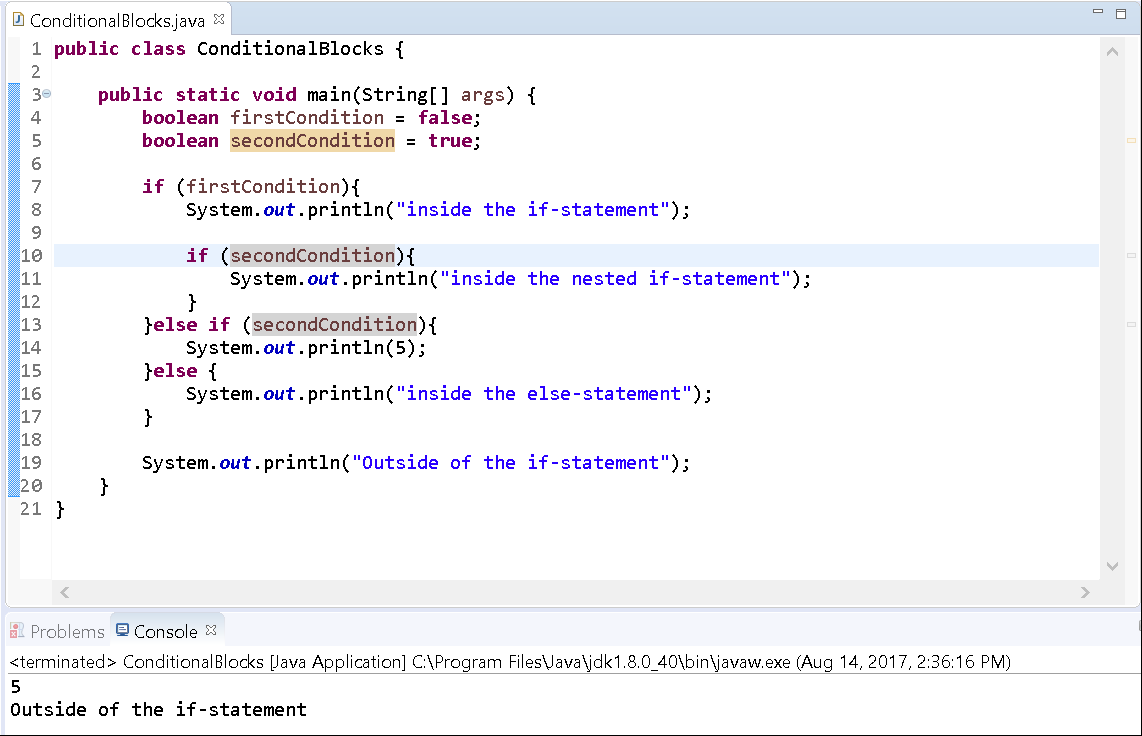 ConditionalBlocks.java
1 public class ConditionalBlocks {
2
3     public static void main(String[] args) {
4         boolean firstCondition = false;
5         boolean secondCondition = true;
6
7         if (firstCondition){
8             System.out.println("inside the if-statement");
9
10             if (secondCondition){
11                 System.out.println("inside the nested if-statement");
12             }
13         }else if (secondCondition){
14             System.out.println(5);
15         }else {
16             System.out.println("inside the else-statement");
17         }
18
19         System.out.println("Outside of the if-statement");
20     }
21 }
Problems Console
<terminated> ConditionalBlocks [Java Application] C:\Program Files\Java\jdk1.8.0_40\bin\javaw.exe (Aug 14, 2017, 2:36:16 PM)
5
Outside of the if-statement